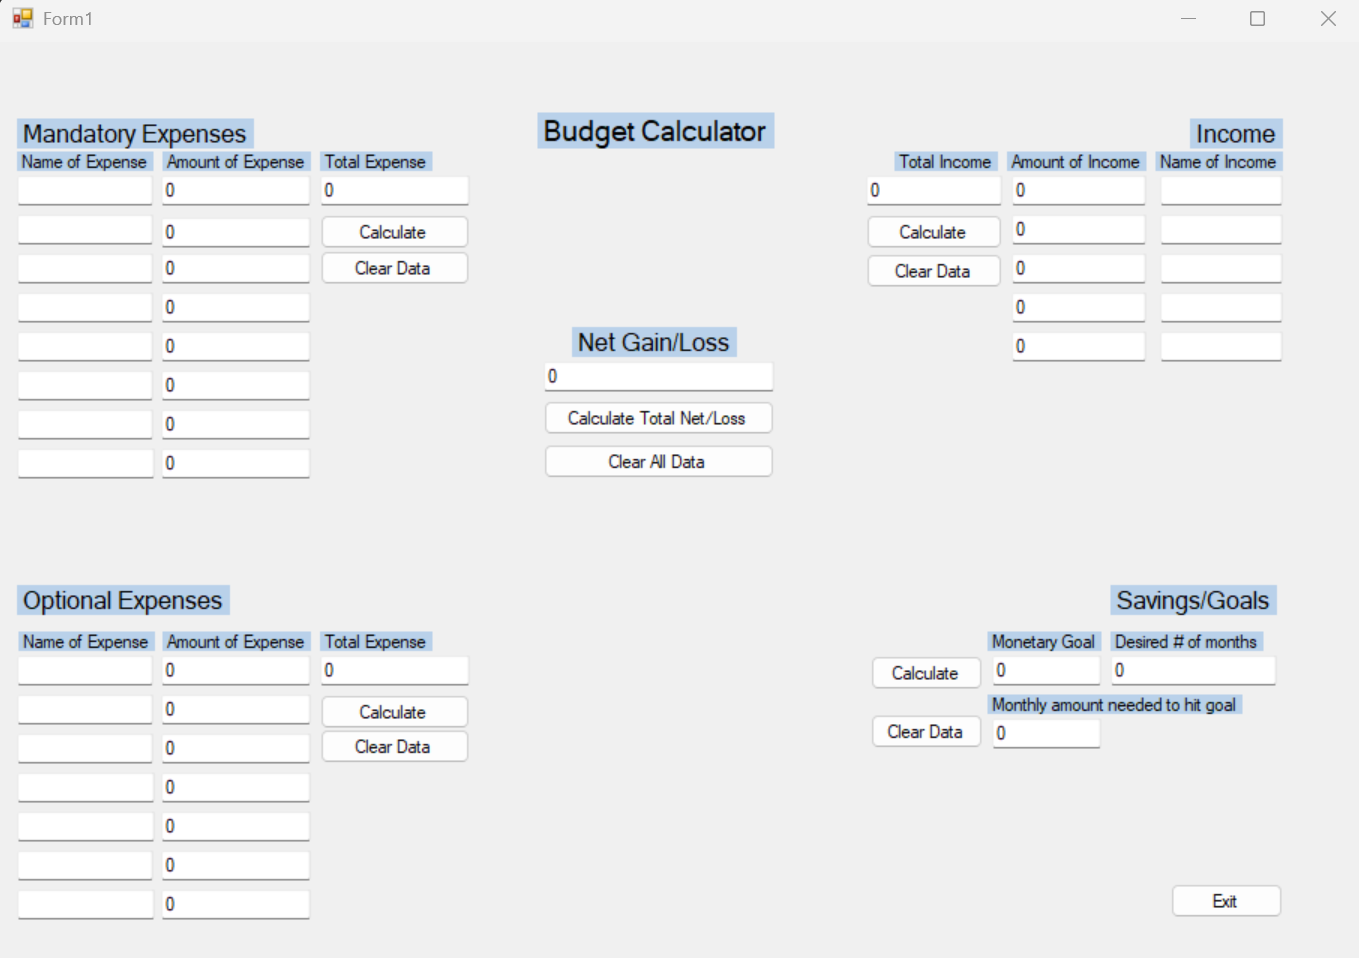 Form1
Budget Calculator
Mandatory Expenses
Name of Expense Amount of Expense Total Expense
0 0
0 Calculate
0 Clear Data
0
0
0
0
0
Income
Total Income Amount of Income Name of Income
0 0
Calculate 0
Clear Data 0
0
0
Net Gain/Loss
0
Calculate Total Net/Loss
Clear All Data
Optional Expenses
Name of Expense Amount of Expense Total Expense
0 0
0 Calculate
0 Clear Data
0
0
0
0
Savings/Goals
Monetary Goal Desired # of months
Calculate 0 0
Monthly amount needed to hit goal
Clear Data 0
Exit